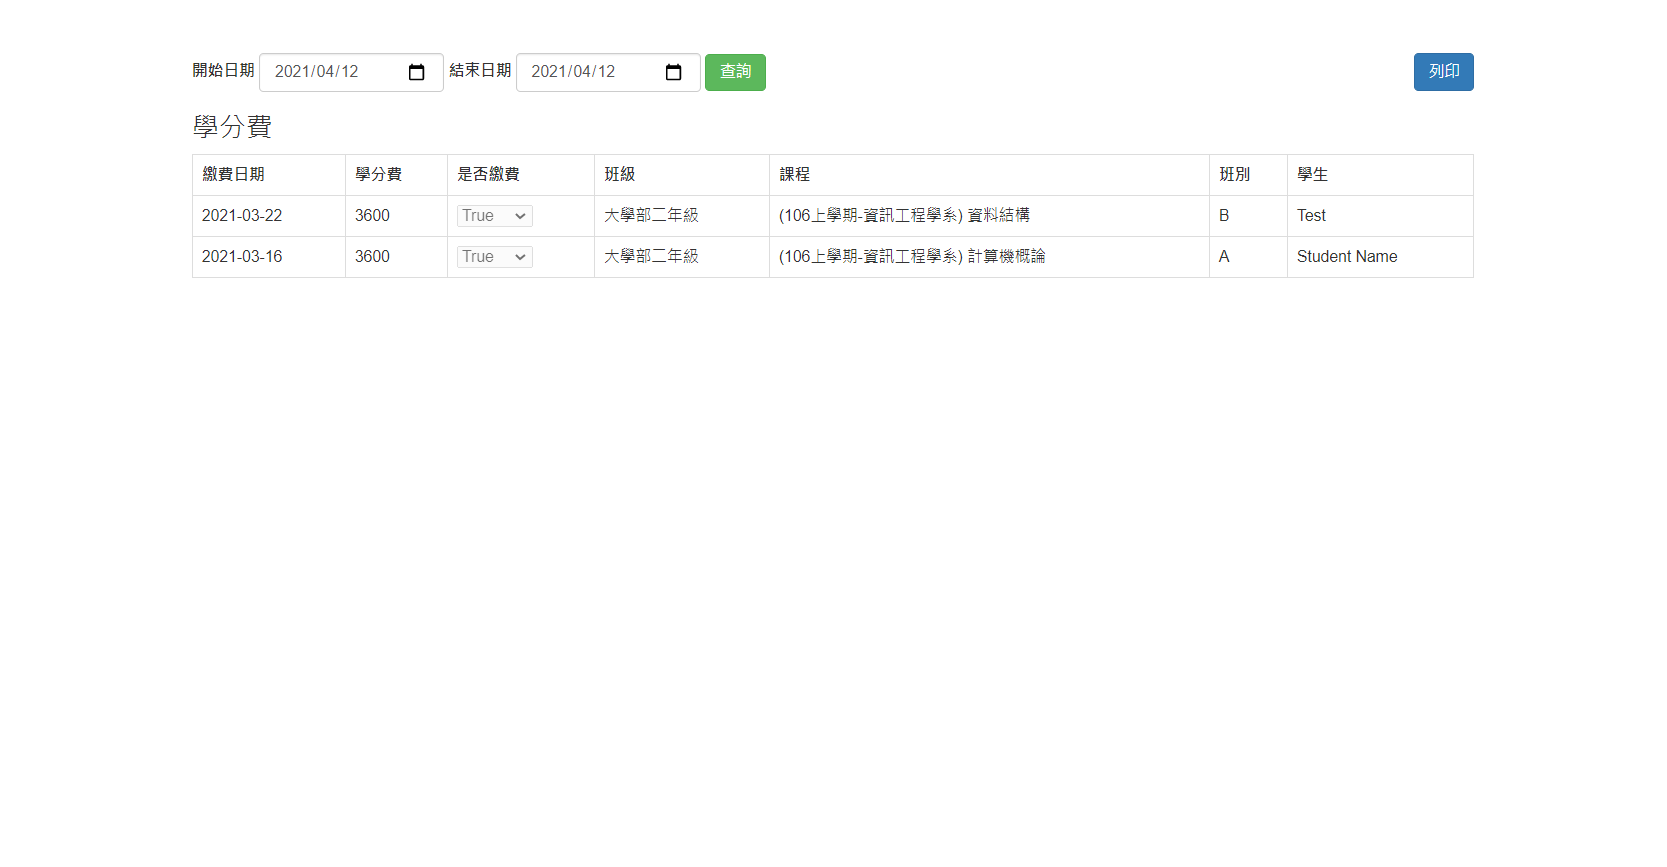 開始日期 2021/04/12 結束日期 2021/04/12 查詢 列印
學分費
繳費日期 學分費 是否繳費 班級 課程 班別 學生
2021-03-22 3600 True 大學部二年級 (106上學期-資訊工程學系) 資料結構 B Test
2021-03-16 3600 True 大學部二年級 (106上學期-資訊工程學系) 計算機概論 A Student Name